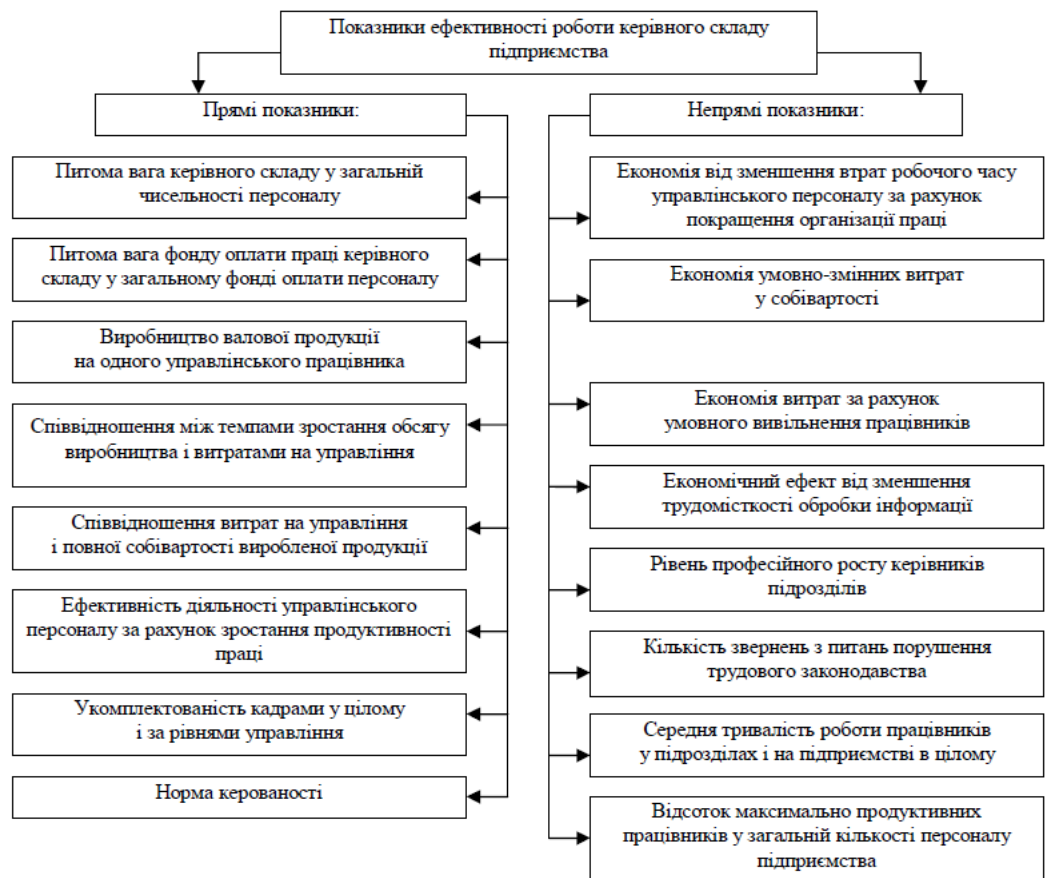 Показники ефективності роботи керівного складу
підприємства
Прямі показники:
Питома вага керівного складу у загальній
чисельності персоналу
Питома вага фонду оплати праці керівного
складу у загальному фонді оплати персоналу
Виробництво валової продукції
на одного управлінського працівника
Співвідношення між темпами зростання обсягу
виробництва і витратами на управління
Співвідношення витрат на управління
і повної собівартості виробленої продукції
Ефективність діяльності управлінського
персоналу за рахунок зростання продуктивності
праці
Укомплектованість кадрами у цілому
і за рівнями управління
Норма керованості
Непрямі показники:
Економія від зменшення втрат робочого часу
управлінського персоналу за рахунок
покращення організації праці
Економія умовно-змінних витрат
у собівартості
Економія витрат за рахунок
умовного вивільнення працівників
Економічний ефект від зменшення
трудомісткості обробки інформації
Рівень професійного росту керівників
підрозділів
Кількість звернень з питань порушення
трудового законодавства
Середня тривалість роботи працівників
у підрозділах і на підприємстві в цілому
Відсоток максимально продуктивних
працівників у загальній кількості персоналу
підприємства